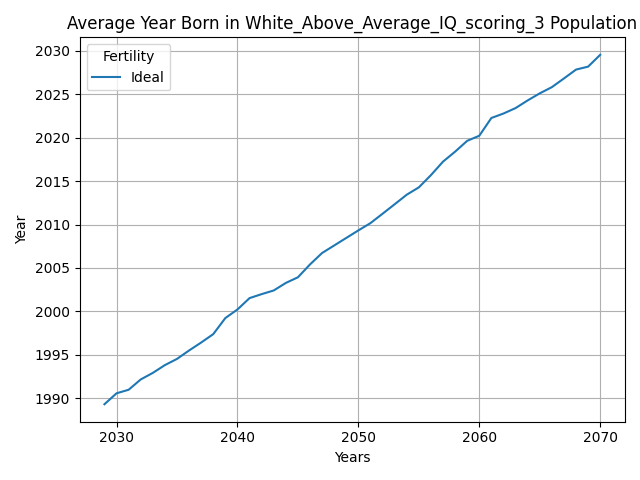 Average Year Born in White_Above_Average_IQ_scoring_3 Population
Fertility
Ideal
2030
2025
2020
2015
2010
2005
2000
1995
1990
Year
2030 2040 2050 2060 2070
Years